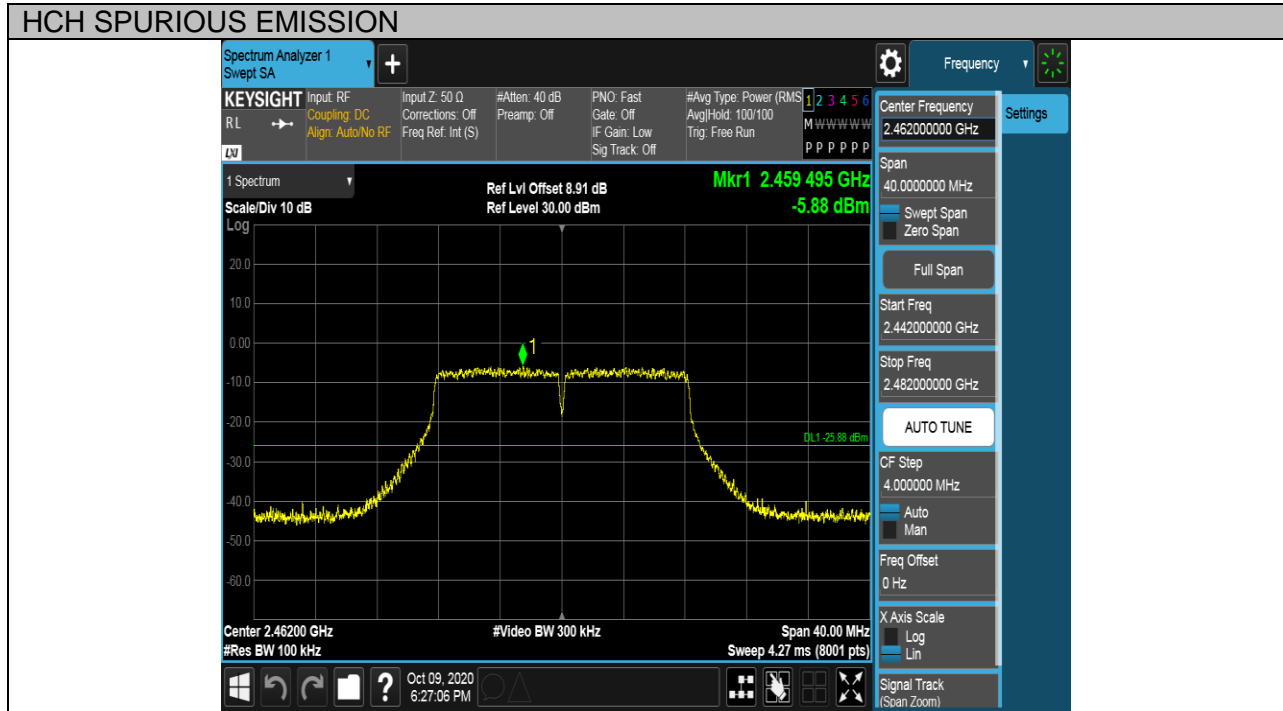 HCH SPURIOUS EMISSION
Spectrum Analyzer 1
Swept SA
+
Frequency
KEYSIGHT
RL
LXI
Input: RF
Coupling: DC
Align: Auto/No RF
Input Z: 50 Ω
Corrections: Off
Freq Ref: Int (S)
#Atten: 40 dB
Preamp: Off
PNO: Fast
Gate: Off
IF Gain: Low
Sig Track: Off
#Avg Type: Power (RMS
Avg|Hold: 100/100
Trig: Free Run
1 2 3 4 5 6
M W W W W W
P P P P P P
1 Spectrum
Scale/Div 10 dB
Ref Lvl Offset 8.91 dB
Ref Level 30.00 dBm
Mkr1 2.459 495 GHz
-5.88 dBm
Log
20.0
10.0
0.00
-10.0
-20.0
-30.0
-40.0
-50.0
-60.0
1
DL1 -25.88 dBm
Center 2.46200 GHz
#Res BW 100 kHz
#Video BW 300 kHz
Span 40.00 MHz
Sweep 4.27 ms (8001 pts)
?
Oct 09, 2020
6:27:06 PM
Center Frequency
2.462000000 GHz
Span
40.0000000 MHz
Swept Span
Zero Span
Full Span
Start Freq
2.442000000 GHz
Stop Freq
2.482000000 GHz
AUTO TUNE
CF Step
4.000000 MHz
Auto
Man
Freq Offset
0 Hz
X Axis Scale
Log
Lin
Signal Track
(Span Zoom)
Settings